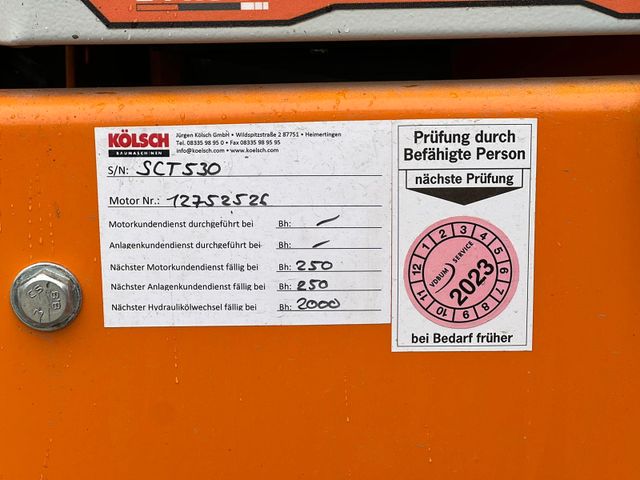 KÖLSCH
BAUMASCHINEN
Jürgen Kölsch GmbH • Wildspitzstraße 2 87751 • Heimertingen
Tel. 08335 98 95 0 • Fax 08335 98 95 95
info@koelsch.com • www.koelsch.com
S/N: SCT530
Motor Nr.: 12752526
Motorkundendienst durchgeführt bei Bh: –
Anlagenkundendienst durchgeführt bei Bh: –
Nächster Motorkundendienst fällig bei Bh: 250
Nächster Anlagenkundendienst fällig bei Bh: 250
Nächster Hydraulikölwechsel fällig bei Bh: 2000
Prüfung durch
Befähigte Person
nächste Prüfung
1 2 3 4 5 6 7 8 9 10 11 12
VDBUM SERVICE
2023
bei Bedarf früher